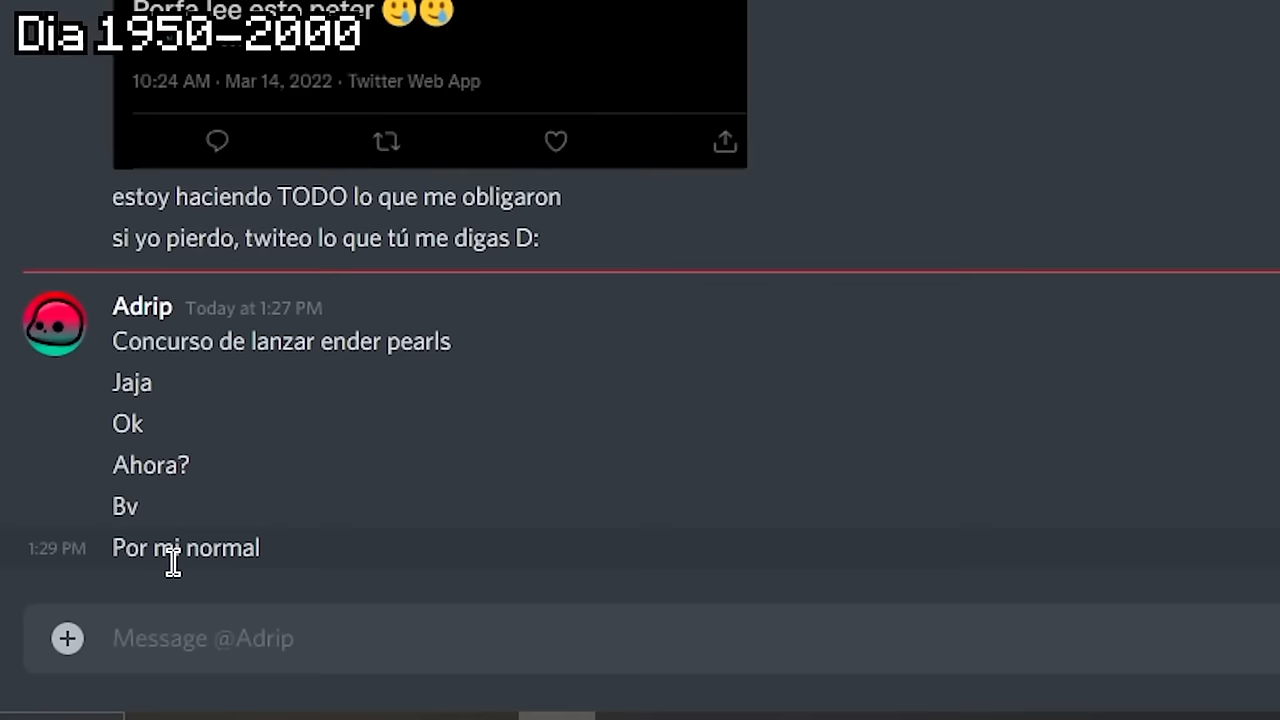 Porfa lee esto peter 🥲🥲
Dia 1950-2000
10:24 AM · Mar 14, 2022 · Twitter Web App
estoy haciendo TODO lo que me obligaron
si yo pierdo, twiteo lo que tú me digas D:
Adrip Today at 1:27 PM
Concurso de lanzar ender pearls
Jaja
Ok
Ahora?
Bv
1:29 PM Por mi normal
Message @Adrip